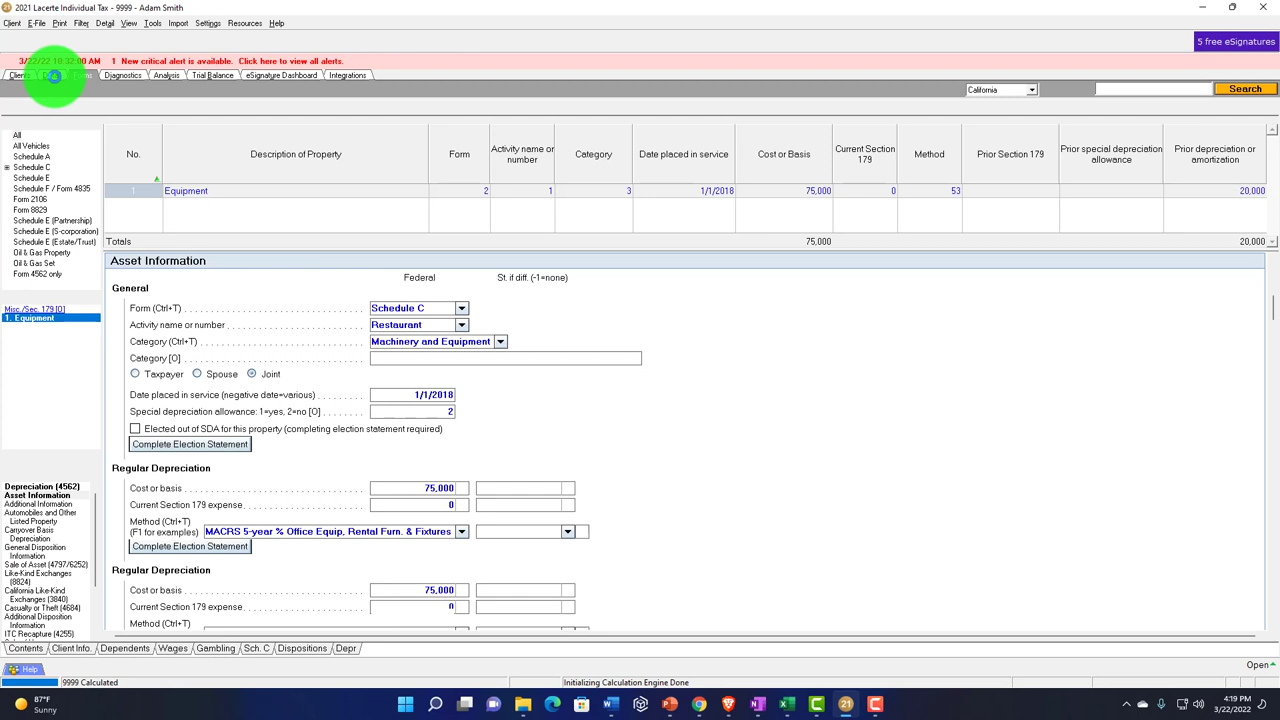 21 2021 Lacerte Individual Tax - 9999 - Adam Smith
Client E-File Print Filter Detail View Tools Import Settings Resources Help
5 free eSignatures
3/22/22 10:32:00 AM 1 New critical alert is available. Click here to view all alerts.
Clients Forms Diagnostics Analysis Trial Balance eSignature Dashboard Integrations
California Search
All
All Vehicles
Schedule A
Schedule C
Schedule E
Schedule F / Form 4835
Form 2106
Form 8829
Schedule E (Partnership)
Schedule E (S-corporation)
Schedule E (Estate/Trust)
Oil & Gas Property
Oil & Gas Set
Form 4562 only
No. Description of Property Form Activity name or number Category Date placed in service Cost or Basis Current Section 179 Method Prior Section 179 Prior special depreciation allowance Prior depreciation or amortization
1 Equipment 2 1 3 1/1/2018 75,000 0 53 20,000
Totals 75,000 20,000
Misc./Sec. 179 [O]
1. Equipment
Asset Information
Federal St. if diff. (-1=none)
General
Form (Ctrl+T) Schedule C
Activity name or number Restaurant
Category (Ctrl+T) Machinery and Equipment
Category [O]
Taxpayer Spouse Joint
Date placed in service (negative date=various) 1/1/2018
Special depreciation allowance: 1=yes, 2=no [O] 2
Elected out of SDA for this property (completing election statement required)
Complete Election Statement
Regular Depreciation
Cost or basis 75,000
Current Section 179 expense 0
Method (Ctrl+T)
(F1 for examples) MACRS 5-year % Office Equip, Rental Furn. & Fixtures
Complete Election Statement
Regular Depreciation
Cost or basis 75,000
Current Section 179 expense 0
Method (Ctrl+T)
Depreciation (4562)
Asset Information
Additional Information
Automobiles and Other
Listed Property
Carryover Basis
Depreciation
General Disposition
Information
Sale of Asset (4797/6252)
Like-Kind Exchanges
(8824)
California Like-Kind
Exchanges (3840)
Casualty or Theft (4684)
Additional Disposition
Information
ITC Recapture (4255)
Contents Client Info. Dependents Wages Gambling Sch. C Dispositions Depr.
Help Open
9999 Calculated Initializing Calculation Engine Done
87°F
Sunny
4:19 PM
3/22/2022